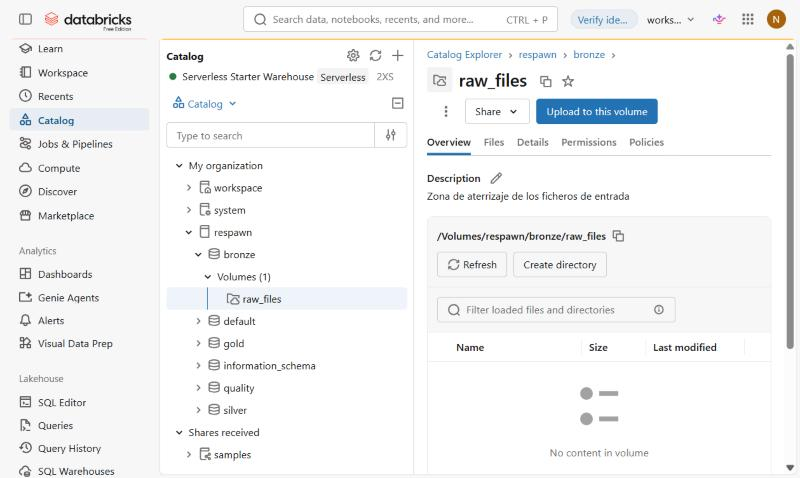 databricks
Free Edition
Search data, notebooks, recents, and more...
CTRL + P
Verify ide...
works...
N
Learn
Workspace
Recents
Catalog
Jobs & Pipelines
Compute
Discover
Marketplace
Analytics
Dashboards
Genie Agents
Alerts
Visual Data Prep
Lakehouse
SQL Editor
Queries
Query History
SQL Warehouses
Catalog
Serverless Starter Warehouse Serverless 2XS
Catalog
Type to search
My organization
workspace
system
respawn
bronze
Volumes (1)
raw_files
default
gold
information_schema
quality
silver
Shares received
samples
Catalog Explorer > respawn > bronze >
raw_files
Share
Upload to this volume
Overview Files Details Permissions Policies
Description
Zona de aterrizaje de los ficheros de entrada
/Volumes/respawn/bronze/raw_files
Refresh
Create directory
Filter loaded files and directories
Name Size Last modified
No content in volume